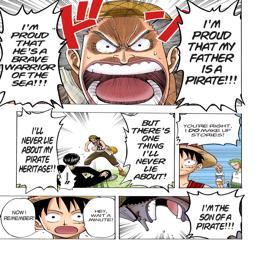 I'M
PROUD
THAT MY
FATHER
IS A
PIRATE!!!
I'M
PROUD
THAT
HE'S A
BRAVE
WARRIOR
OF THE
SEA!!!
ドン
YOU'RE RIGHT,
I DO MAKE UP
STORIES!
BUT
THERE'S
ONE
THING
I'LL
NEVER
LIE
ABOUT!
I'LL
NEVER LIE
ABOUT MY
PIRATE
HERITAGE!!
I'M THE
SON OF A
PIRATE!!!
HEY,
WAIT A
MINUTE!
NOW I
REMEMBER!